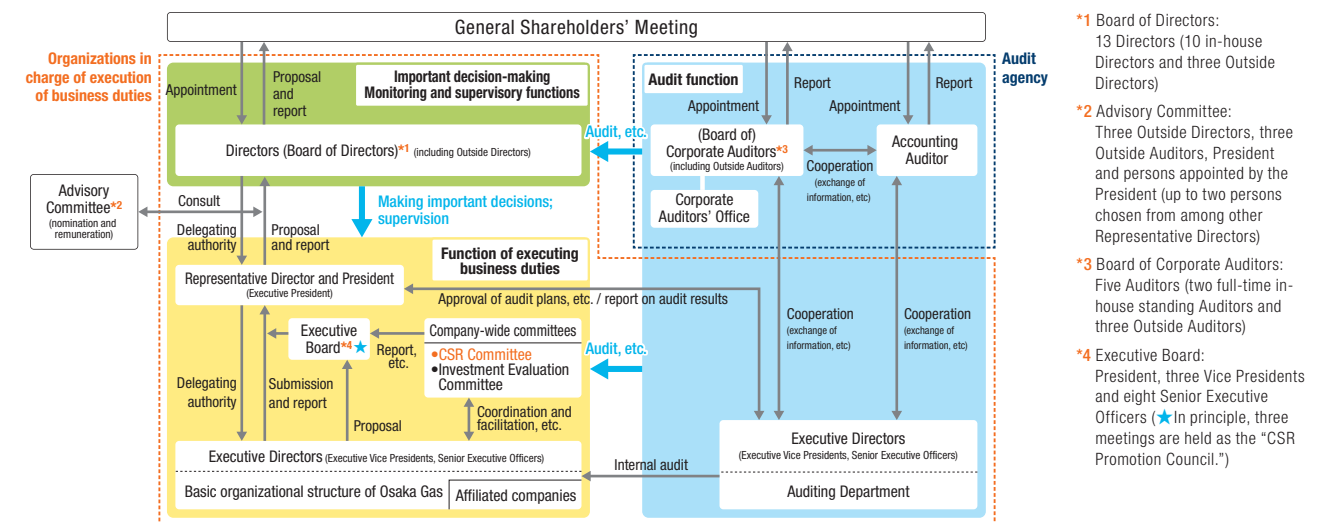 General Shareholders' Meeting
Organizations in
charge of execution
of business duties
Appointment
Proposal
and
report
Important decision-making
Monitoring and supervisory functions
Directors (Board of Directors)*1 (including Outside Directors)
Audit function
Audit
agency
Appointment
Report
Appointment
Report
Audit, etc.
(Board of)
Corporate Auditors*3
(including Outside Auditors)
Cooperation
(exchange of
information, etc)
Accounting
Auditor
Corporate
Auditors' Office
Advisory
Committee*2
(nomination and
remuneration)
Consult
Delegating
authority
Proposal
and report
Making important decisions;
supervision
Function of executing
business duties
Representative Director and President
(Executive President)
Approval of audit plans, etc. / report on audit results
Executive
Board*4★
Report,
etc.
Company-wide committees
•CSR Committee
•Investment Evaluation
Committee
Audit, etc.
Cooperation
(exchange of
information, etc)
Cooperation
(exchange of
information, etc)
Delegating
authority
Submission
and report
Proposal
Coordination and
facilitation, etc.
Executive Directors (Executive Vice Presidents, Senior Executive Officers)
Basic organizational structure of Osaka Gas
Affiliated companies
Internal audit
Executive Directors
(Executive Vice Presidents, Senior Executive Officers)
Auditing Department
*1 Board of Directors:
13 Directors (10 in-house
Directors and three Outside
Directors)
*2 Advisory Committee:
Three Outside Directors, three
Outside Auditors, President
and persons appointed by the
President (up to two persons
chosen from among other
Representative Directors)
*3 Board of Corporate Auditors:
Five Auditors (two full-time in-
house standing Auditors and
three Outside Auditors)
*4 Executive Board:
President, three Vice Presidents
and eight Senior Executive
Officers (★In principle, three
meetings are held as the “CSR
Promotion Council.”)